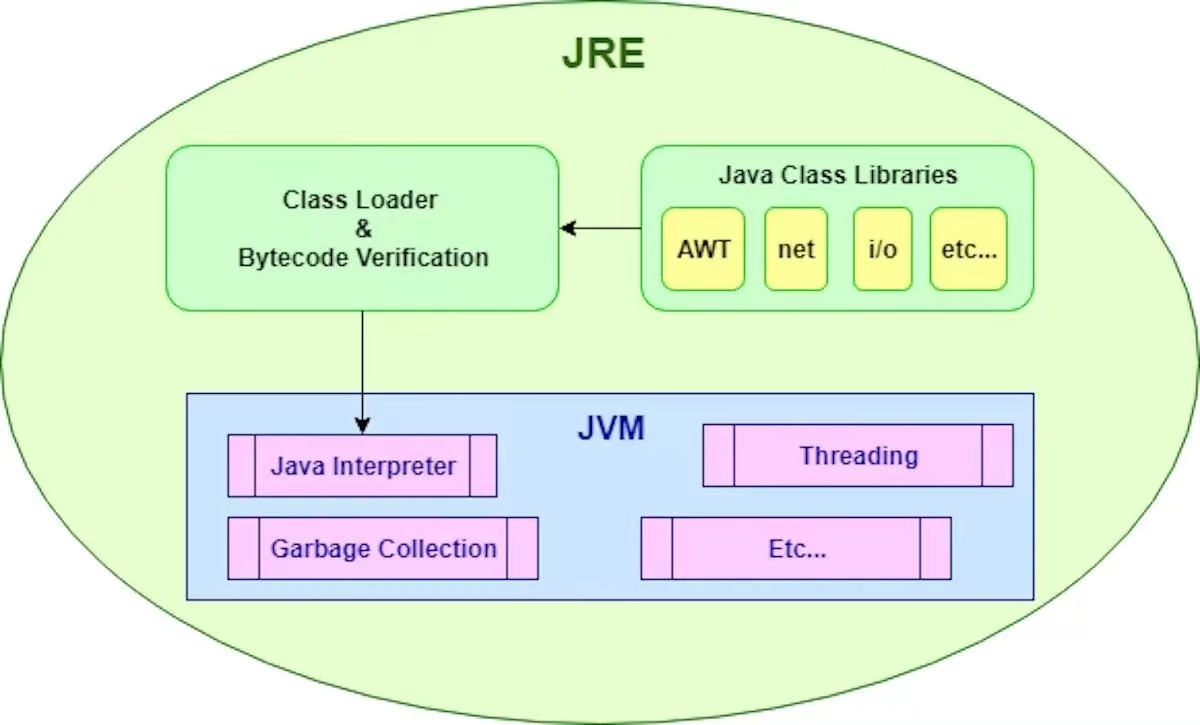 JRE
Class Loader
&
Bytecode Verification
Java Class Libraries
AWT
net
i/o
etc...
JVM
Java Interpreter
Threading
Garbage Collection
Etc...